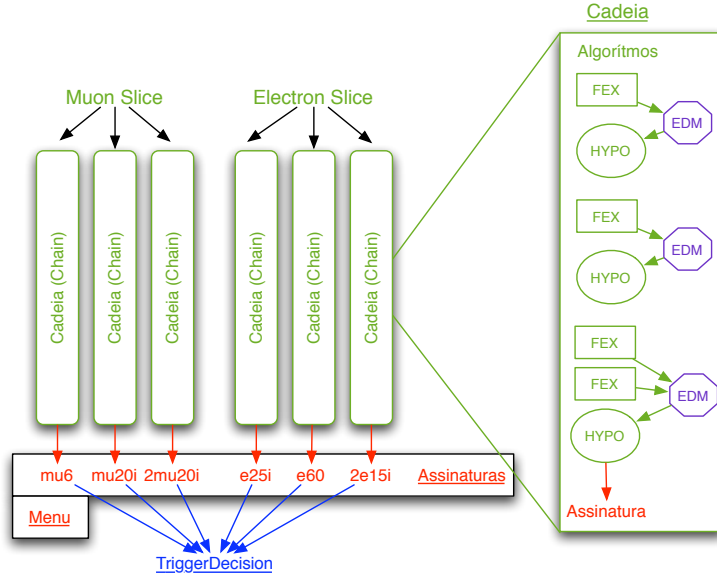 Cadeia
Algorítmos
Muon Slice
Electron Slice
FEX
EDM
HYPO
Cadeia (Chain)
Cadeia (Chain)
Cadeia (Chain)
Cadeia (Chain)
Cadeia (Chain)
Cadeia (Chain)
FEX
EDM
HYPO
FEX
FEX
EDM
HYPO
Assinatura
mu6 mu20i 2mu20i e25i e60 2e15i Assinaturas
Menu
TriggerDecision